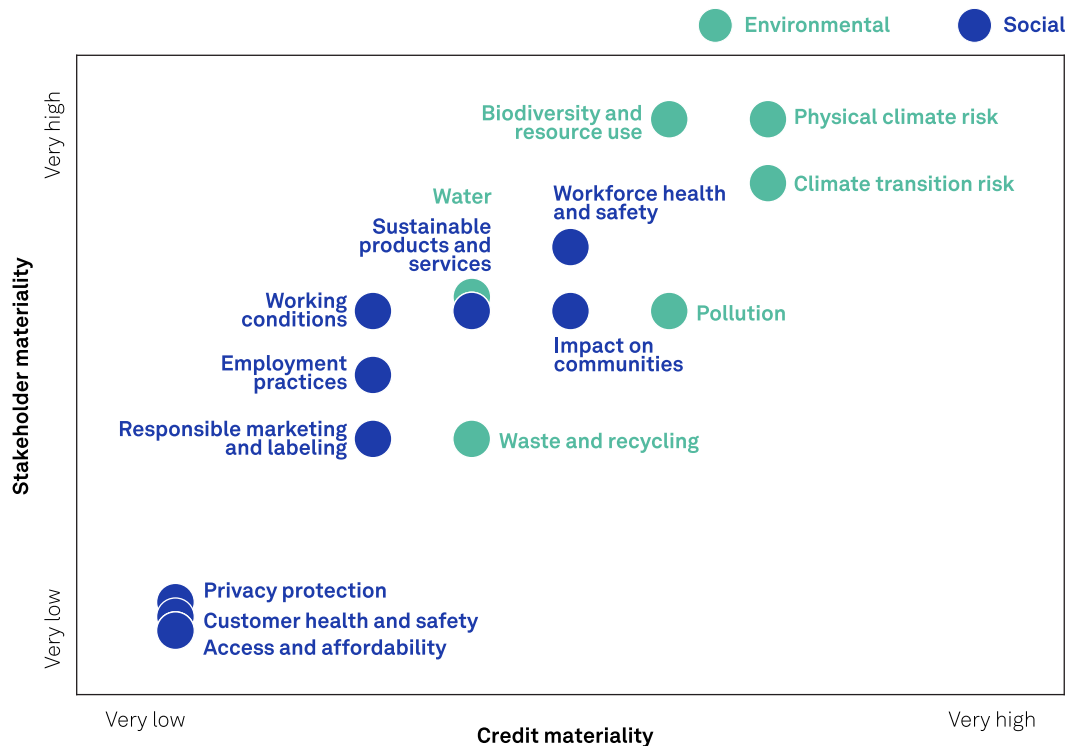 Environmental
Social
Very high
Biodiversity and
resource use
Physical climate risk
Climate transition risk
Water
Workforce health
and safety
Sustainable
products and
services
Working
conditions
Pollution
Impact on
communities
Employment
practices
Responsible marketing
and labeling
Waste and recycling
Stakeholder materiality
Privacy protection
Customer health and safety
Access and affordability
Very low
Very low
Credit materiality
Very high